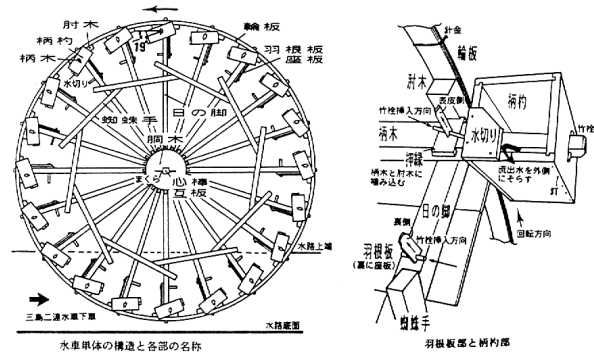 肘木
柄杓
柄木
水切り
19
輪板
羽根板
座板
蜘蛛手
日の脚
胴木
まくら
心棒
互板
水路上端
三島二連水車下車
水路底面
水車単体の構造と各部の名称
針金
輪板
肘木
表皮側
竹栓挿入方向
柄杓
水切り
竹栓
柄木
押縁
柄木と肘木に
噛み込む
流出水を外側
にそらす
釘
日の脚
回転方向
裏側
竹栓挿入方向
羽根板
(裏に座板)
蜘蛛手
羽根板部と柄杓部